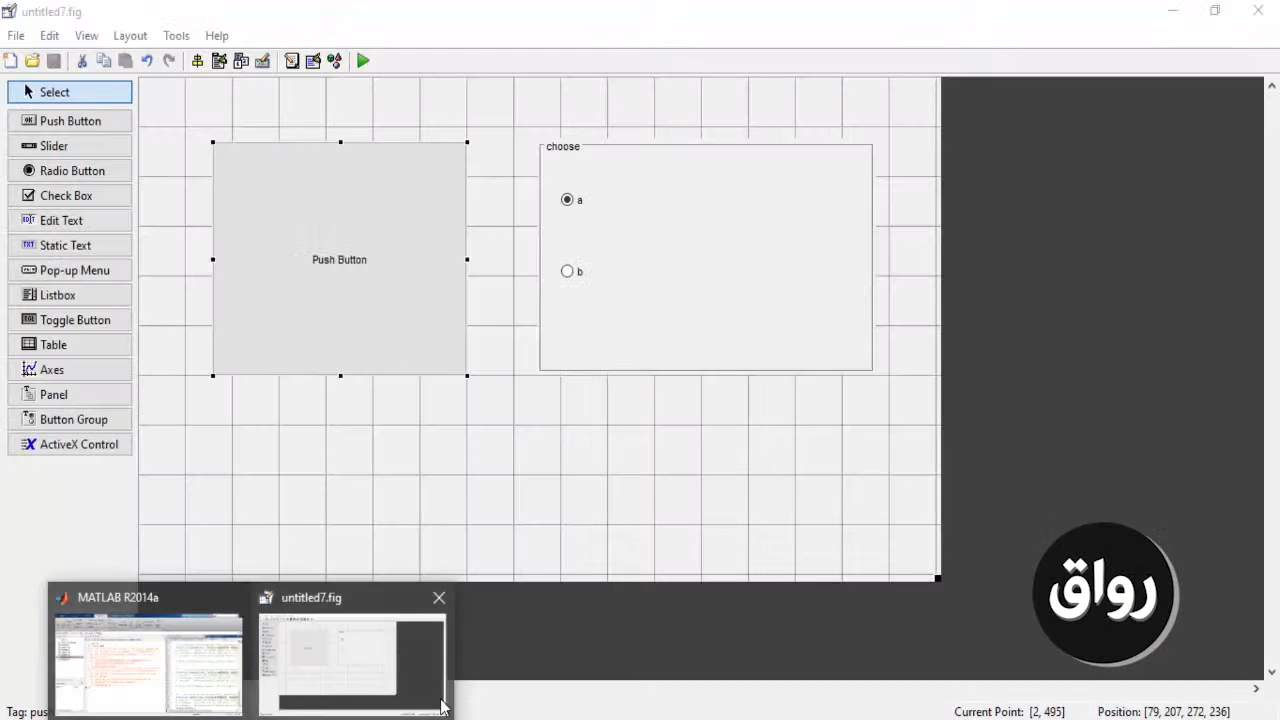 untitled7.fig
File Edit View Layout Tools Help
Select
Push Button
Slider
Radio Button
Check Box
Edit Text
Static Text
Pop-up Menu
Listbox
Toggle Button
Table
Axes
Panel
Button Group
ActiveX Control
Push Button
choose
a
b
رواق
MATLAB R2014a
untitled7.fig
Tag: pus
Current Point: [2, 495] Position: [79, 207, 272, 236]